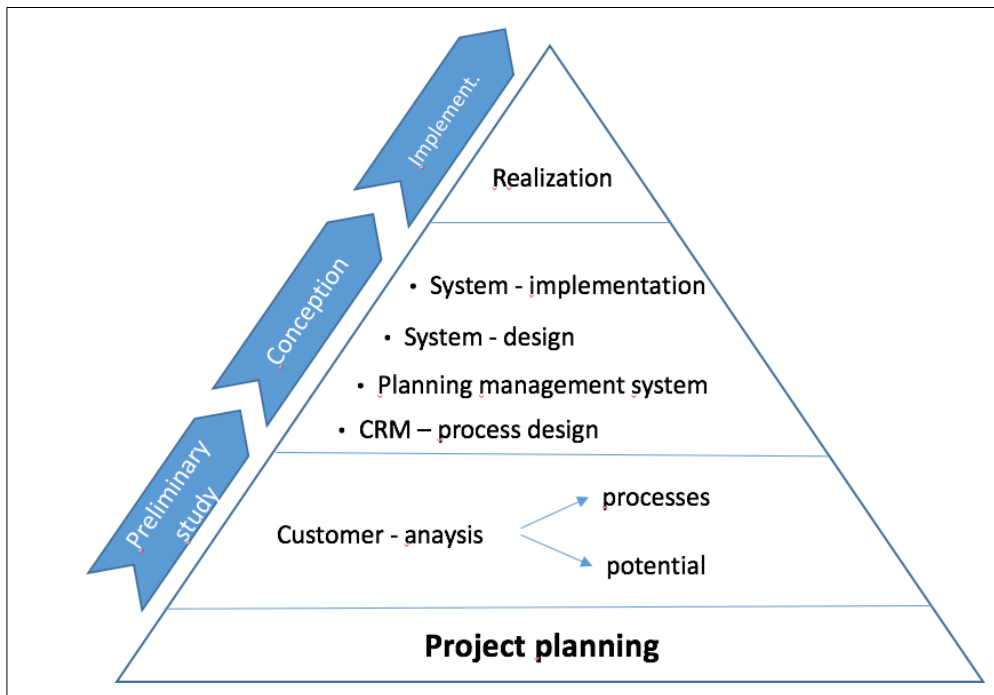 Implement.
Realization
Conception
• System - implementation
• System - design
• Planning management system
• CRM – process design
Preliminary
study
Customer - anaysis
processes
potential
Project planning